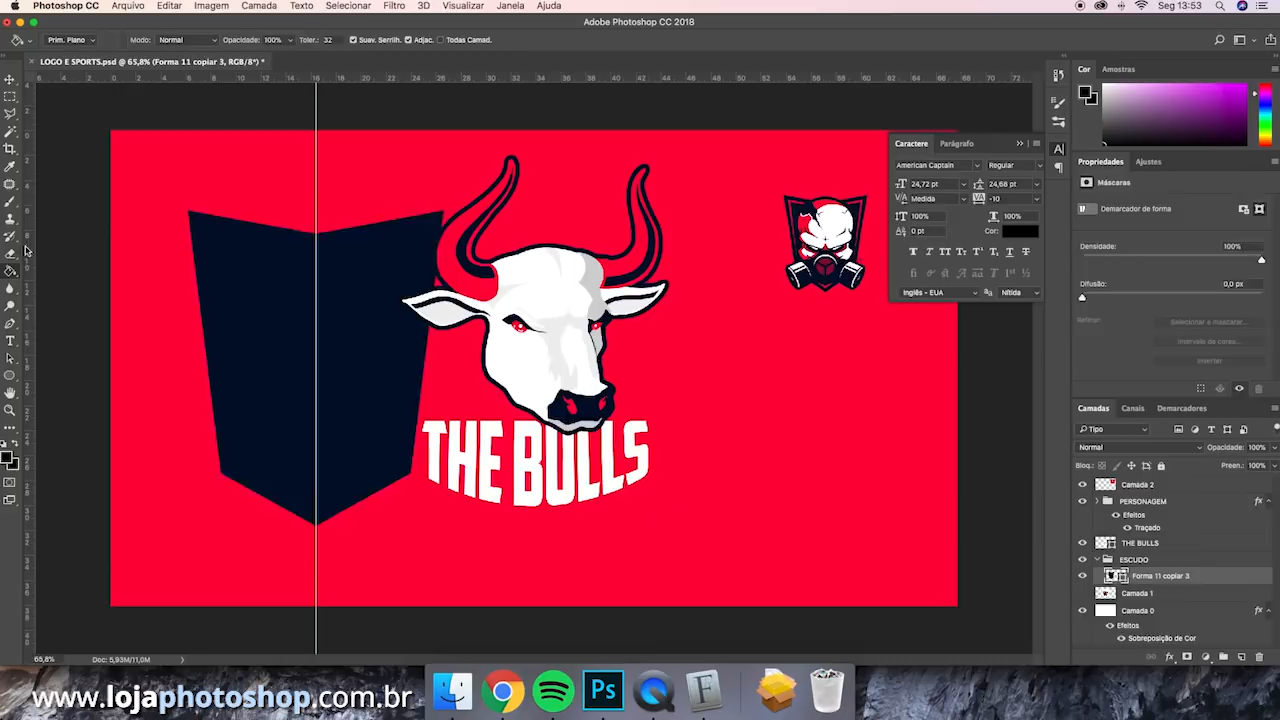 Photoshop CC Arquivo Editar Imagem Camada Texto Selecionar Filtro 3D Visualizar Janela Ajuda Seg 13:53
Adobe Photoshop CC 2018
Prim. Plano Modo: Normal Opacidade: 100% Toler.: 32 Suav. Serrilh. Adjac. Todas Camad.
LOGO E SPORTS.psd @ 65,8% (Forma 11 copiar 3, RGB/8*) *
Cor Amostras
Caractere Parágrafo
American Captain Regular
24,72 pt 24,68 pt
Medida -10
100% 100%
0 pt Cor:
Inglês - EUA Nítida
Propriedades Ajustes
Máscaras
Demarcador de forma
Densidade: 100%
Difusão: 0,0 px
Refinar:
Selecionar e mascarar...
Intervalo de cores...
Inverter
THE BULLS
Camadas Canais Demarcadores
Tipo
Normal Opacidade: 100%
Bloq.: Preen.: 100%
Camada 2
PERSONAGEM fx
Efeitos
Traçado
THE BULLS
ESCUDO
Forma 11 copiar 3
Camada 1
Camada 0 fx
Efeitos
Sobreposição de Cor
65,8% Doc: 5,93M/11,0M
www.lojaphotoshop.com.br
Ps